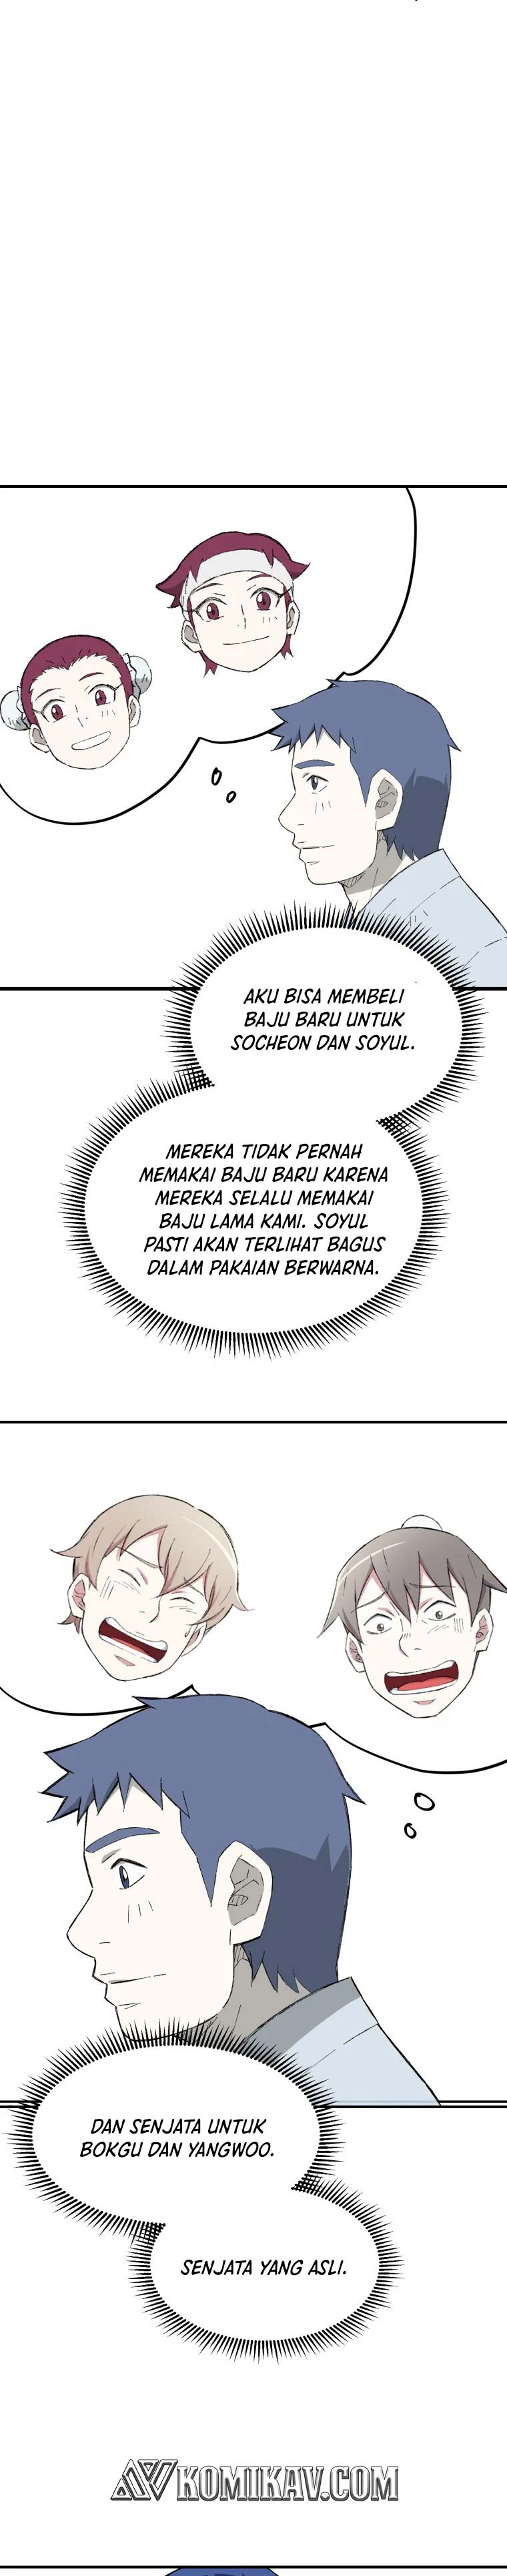 AKU BISA MEMBELI
BAJU BARU UNTUK
SOCHEON DAN SOYUL.
MEREKA TIDAK PERNAH
MEMAKAI BAJU BARU KARENA
MEREKA SELALU MEMAKAI
BAJU LAMA KAMI. SOYUL
PASTI AKAN TERLIHAT BAGUS
DALAM PAKAIAN BERWARNA.
DAN SENJATA UNTUK
BOKGU DAN YANGWOO.
SENJATA YANG ASLI.
KOMIKAV.COM